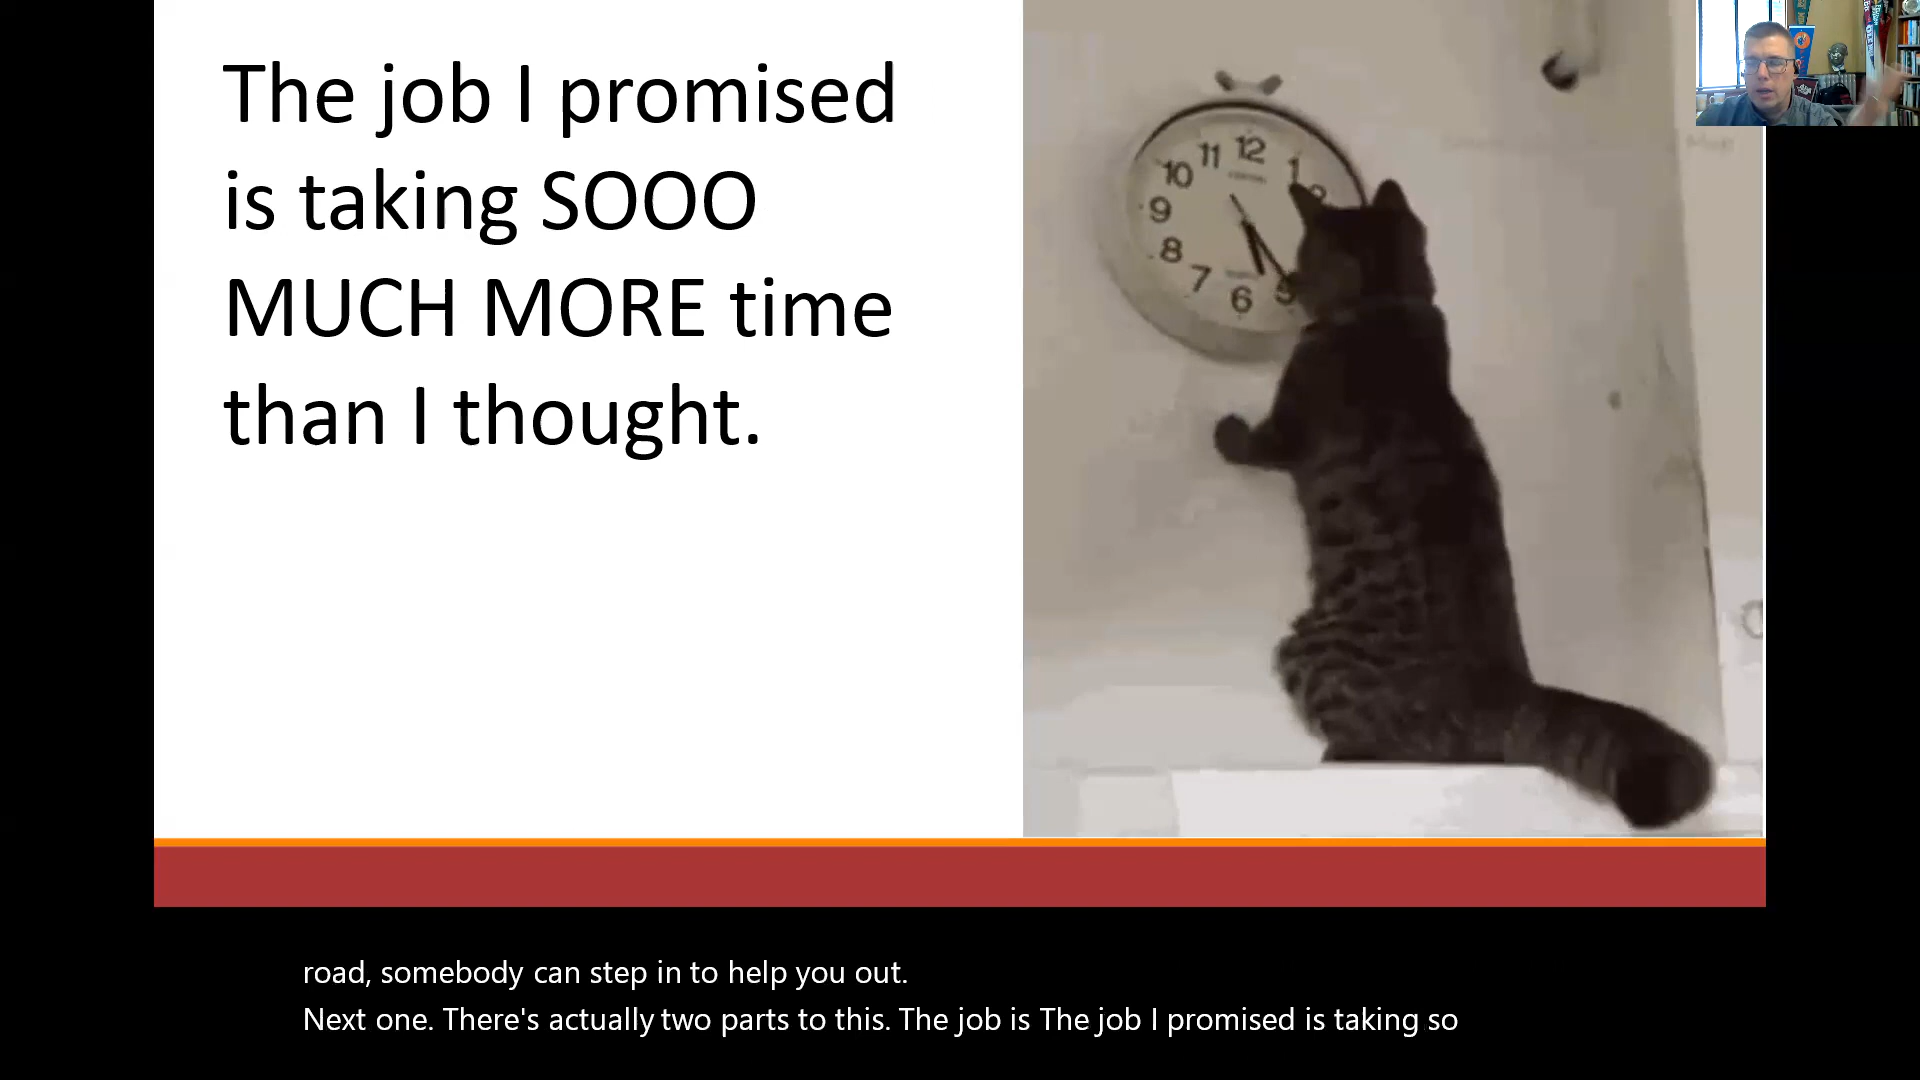 The job I promised
is taking SOOO
MUCH MORE time
than I thought.
11 12 1
10
9
8
7 6 5
road, somebody can step in to help you out.
Next one. There's actually two parts to this. The job is The job I promised is taking so